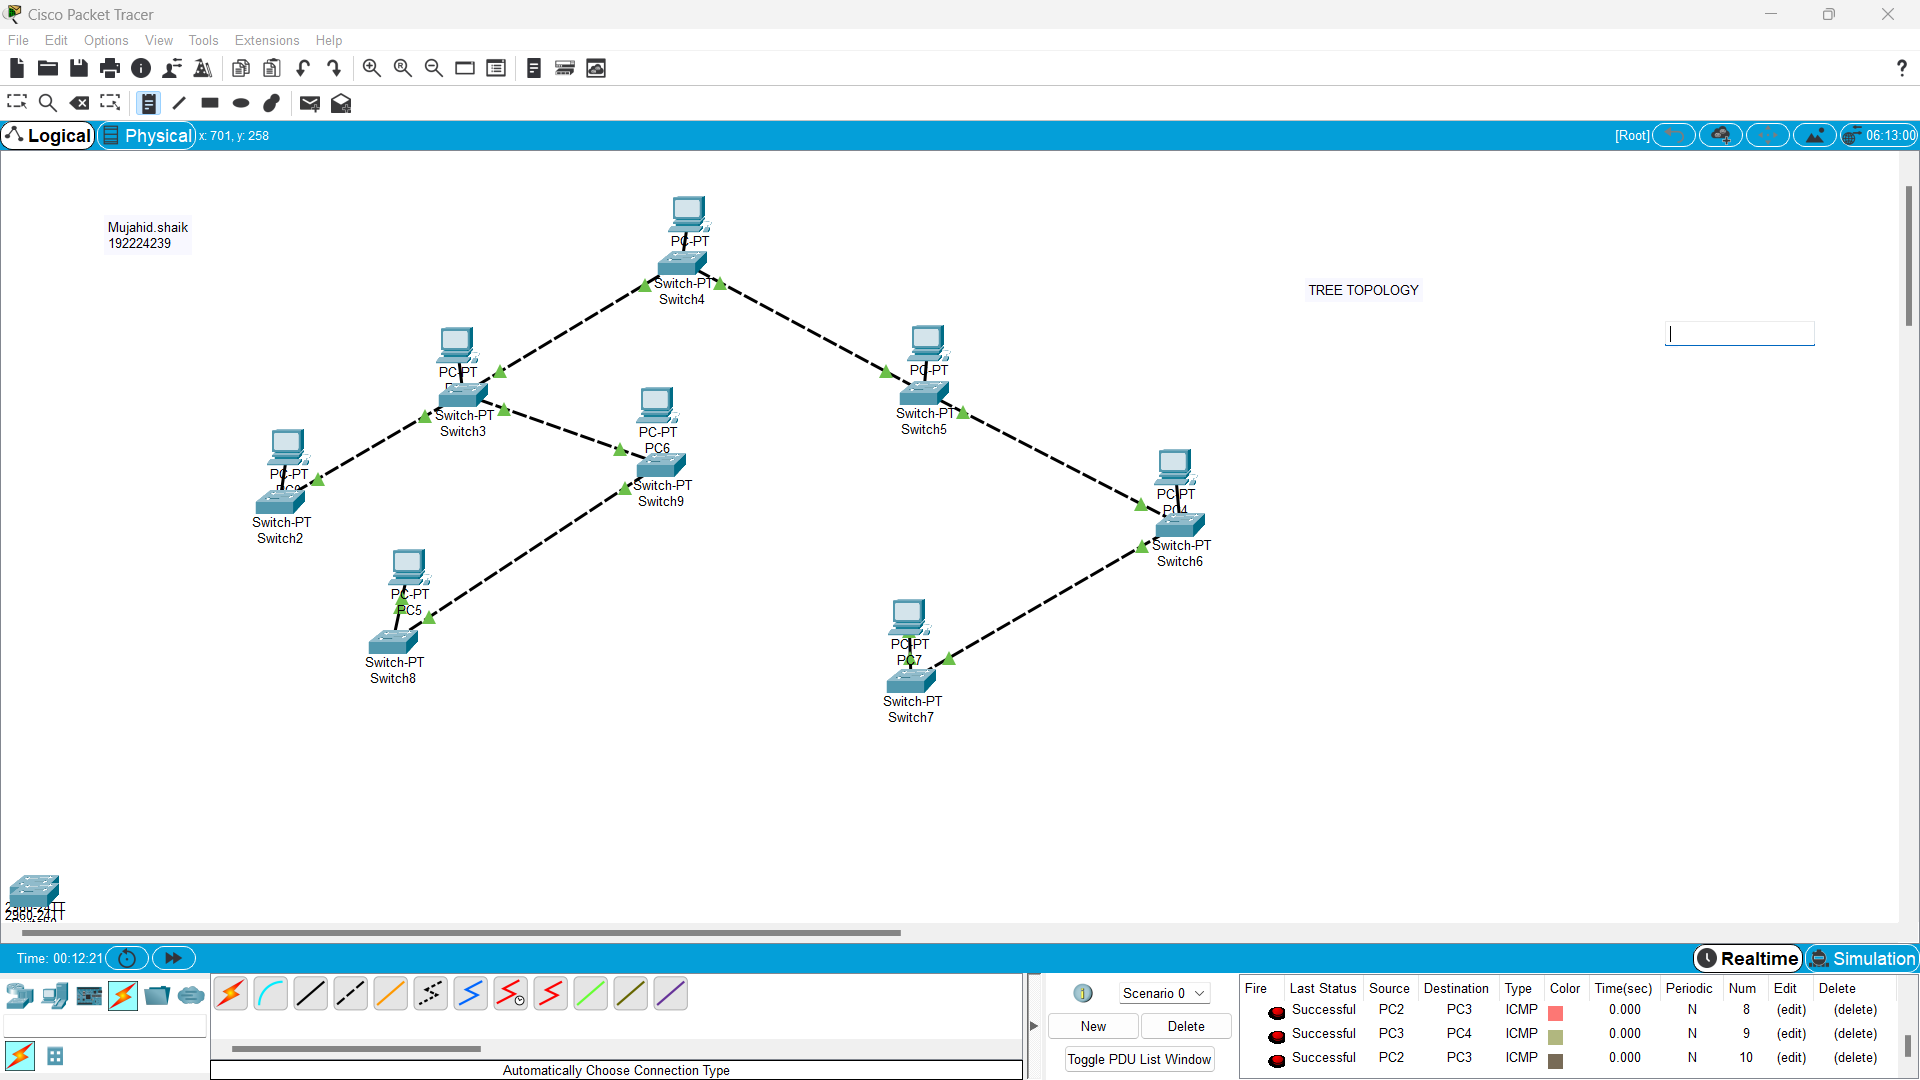 Cisco Packet Tracer
File Edit Options View Tools Extensions Help
Logical Physical x: 701, y: 258 [Root] 06:13:00
Mujahid.shaik
192224239
TREE TOPOLOGY
PC-PT
Switch-PT
Switch4
PC-PT
Switch-PT
Switch3
PC-PT
Switch-PT
Switch5
PC-PT
PC6
Switch-PT
Switch9
PC-PT
Switch-PT
Switch2
PC-PT
PC4
Switch-PT
Switch6
PC-PT
PC5
Switch-PT
Switch8
PC-PT
PC7
Switch-PT
Switch7
2960-24TT
Time: 00:12:21 Realtime Simulation
Scenario 0
New Delete
Toggle PDU List Window
Automatically Choose Connection Type
Fire Last Status Source Destination Type Color Time(sec) Periodic Num Edit Delete
Successful PC2 PC3 ICMP 0.000 N 8 (edit) (delete)
Successful PC3 PC4 ICMP 0.000 N 9 (edit) (delete)
Successful PC2 PC3 ICMP 0.000 N 10 (edit) (delete)